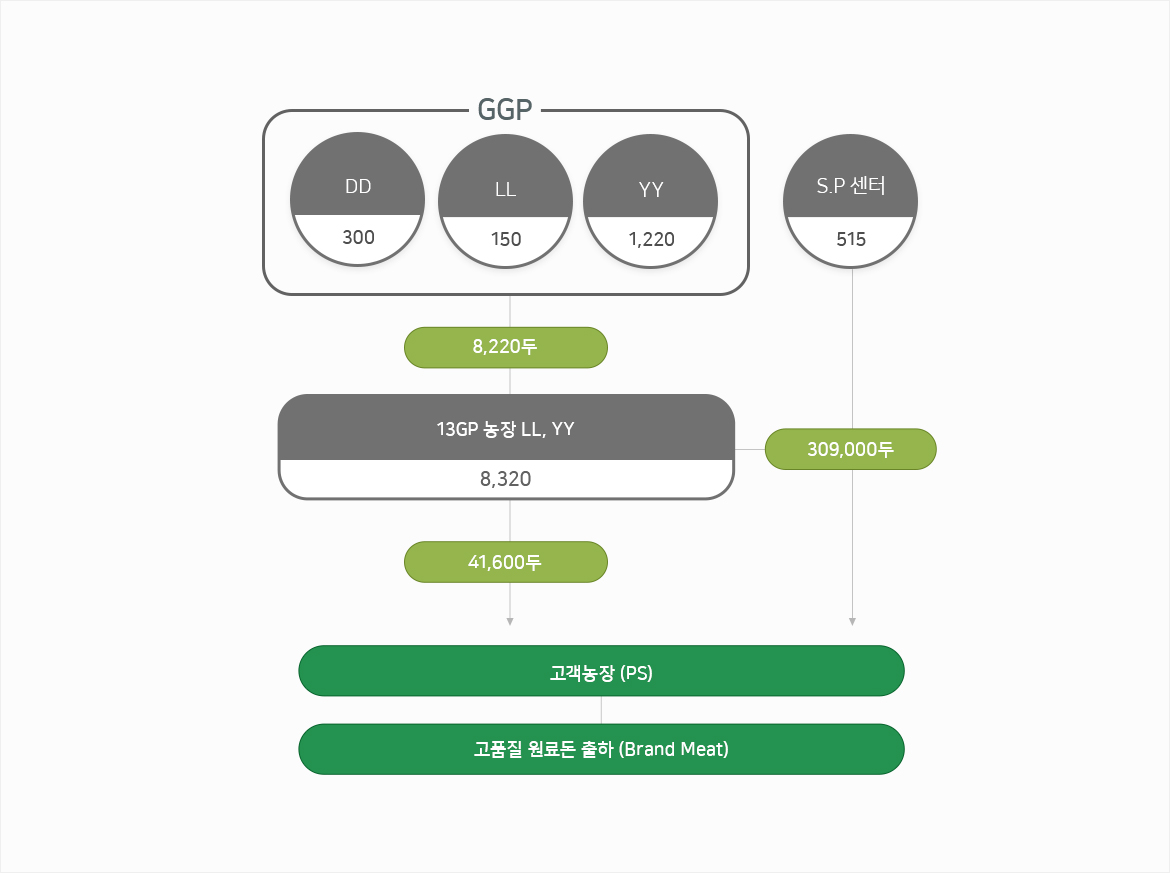 GGP
DD
LL
YY
S.P 센터
300
150
1,220
515
8,220두
13GP 농장 LL, YY
8,320
309,000두
41,600두
고객농장 (PS)
고품질 원료돈 출하 (Brand Meat)